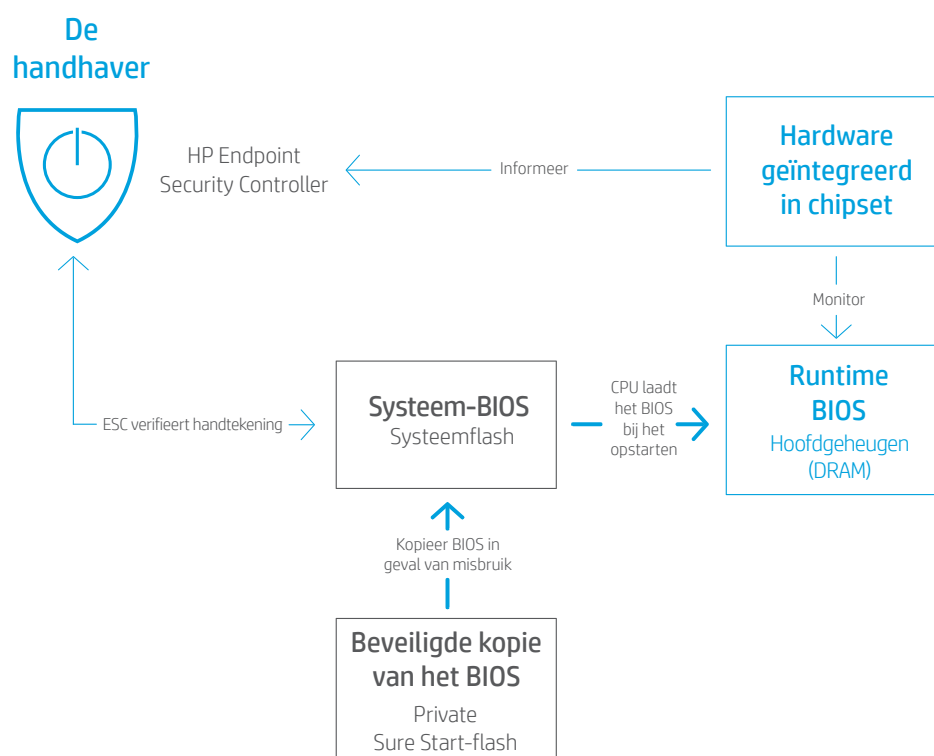 De
handhaver
HP Endpoint
Security Controller
Informeer
Hardware
geïntegreerd
in chipset
Monitor
ESC verifieert handtekening
Systeem-BIOS
Systeemflash
CPU laadt
het BIOS
bij het
opstarten
Runtime
BIOS
Hoofdgeheugen
(DRAM)
Kopieer BIOS in
geval van misbruik
Beveiligde kopie
van het BIOS
Private
Sure Start-flash